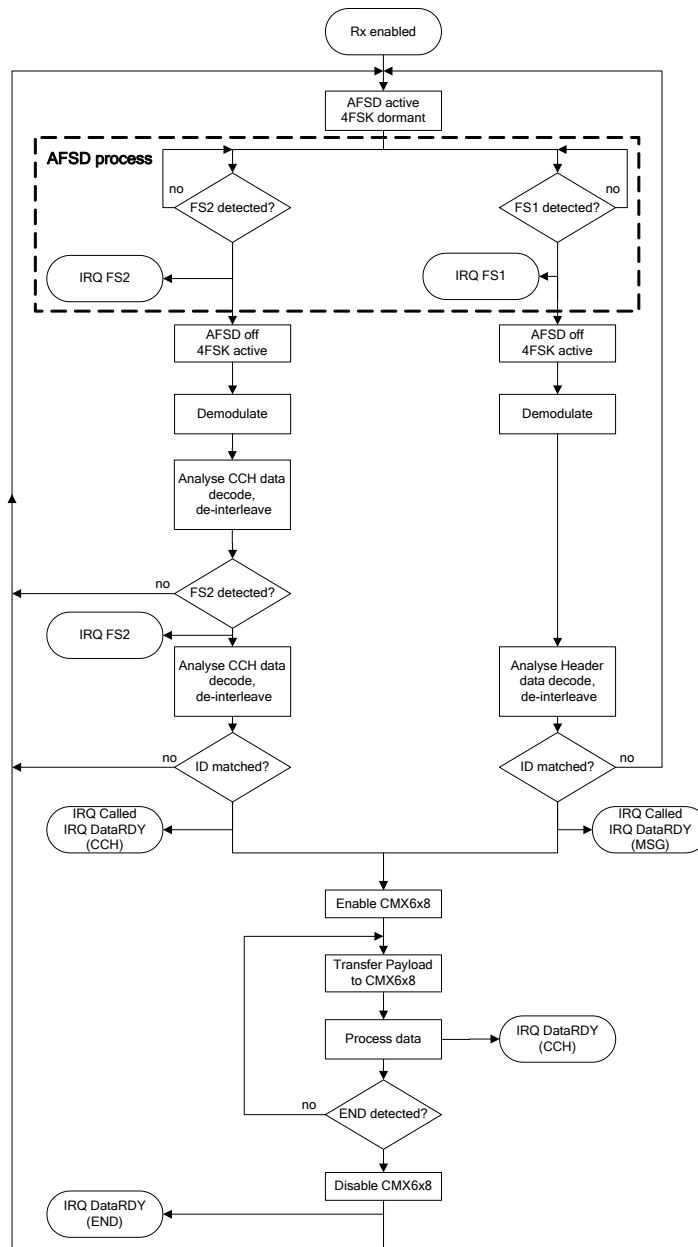 Rx enabled
AFSD active
4FSK dormant
AFSD process
no
FS2 detected?
FS1 detected?
no
IRQ FS2
IRQ FS1
AFSD off
4FSK active
AFSD off
4FSK active
Demodulate
Demodulate
Analyse CCH data
decode,
de-interleave
no
FS2 detected?
IRQ FS2
Analyse CCH data
decode,
de-interleave
Analyse Header
data decode,
de-interleave
no
ID matched?
ID matched?
no
IRQ Called
IRQ DataRDY
(CCH)
IRQ Called
IRQ DataRDY
(MSG)
Enable CMX6x8
Transfer Payload
to CMX6x8
Process data
IRQ DataRDY
(CCH)
no
END detected?
Disable CMX6x8
IRQ DataRDY
(END)